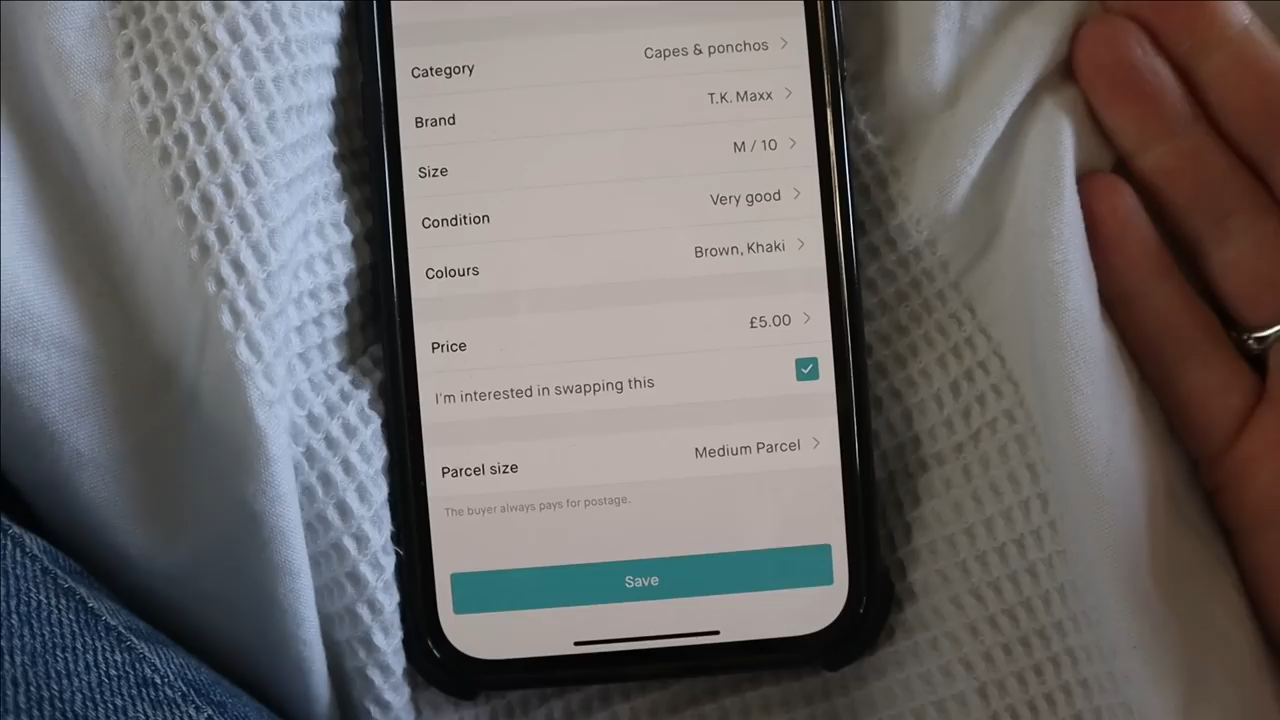 Category Capes & ponchos
Brand T.K. Maxx
Size M / 10
Condition Very good
Colours Brown, Khaki
Price £5.00
I'm interested in swapping this
Parcel size Medium Parcel
The buyer always pays for postage.
Save